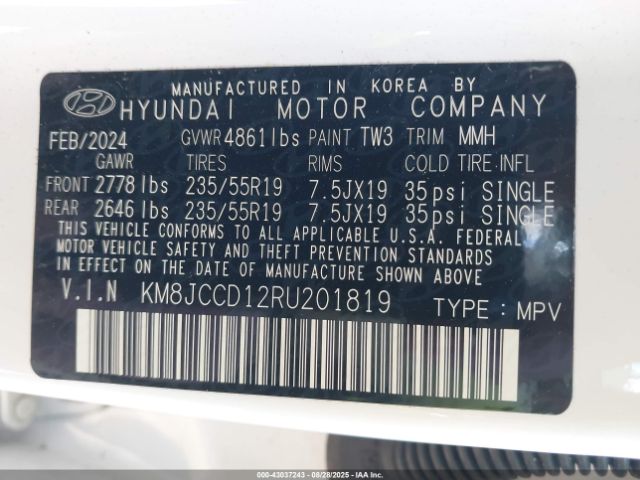 MANUFACTURED IN KOREA BY
HYUNDAI MOTOR COMPANY
FEB/2024 GVWR 4861lbs PAINT TW3 TRIM MMH
GAWR TIRES RIMS COLD TIRE INFL
FRONT 2778 lbs 235/55R19 7.5JX19 35psi SINGLE
REAR 2646 lbs 235/55R19 7.5JX19 35psi SINGLE
THIS VEHICLE CONFORMS TO ALL APPLICABLE U.S.A. FEDERAL
MOTOR VEHICLE SAFETY AND THEFT PREVENTION STANDARDS
IN EFFECT ON THE DATE OF MANUFACTURE SHOWN ABOVE.
V.I.N KM8JCCD12RU201819 TYPE : MPV
000-43037243 - 08/28/2025 - IAA Inc.